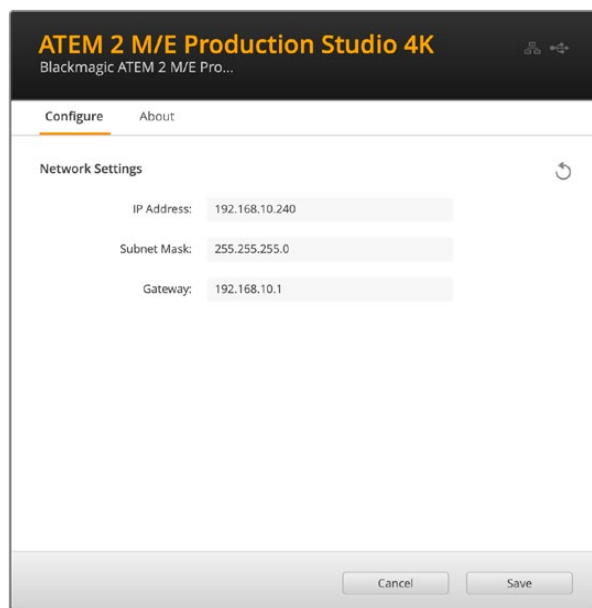 ATEM 2 M/E Production Studio 4K
Blackmagic ATEM 2 M/E Pro...
Configure About
Network Settings
IP Address: 192.168.10.240
Subnet Mask: 255.255.255.0
Gateway: 192.168.10.1
Cancel Save